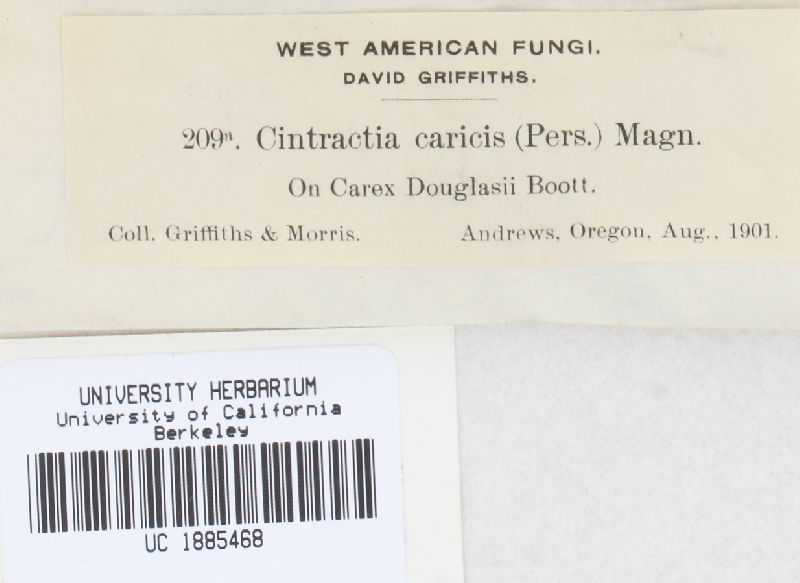 WEST AMERICAN FUNGI.
DAVID GRIFFITHS.
209ᵃ. Cintractia caricis (Pers.) Magn.
On Carex Douglasii Boott.
Coll. Griffiths & Morris. Andrews, Oregon, Aug., 1901.
UNIVERSITY HERBARIUM
University of California
Berkeley
UC 1885468